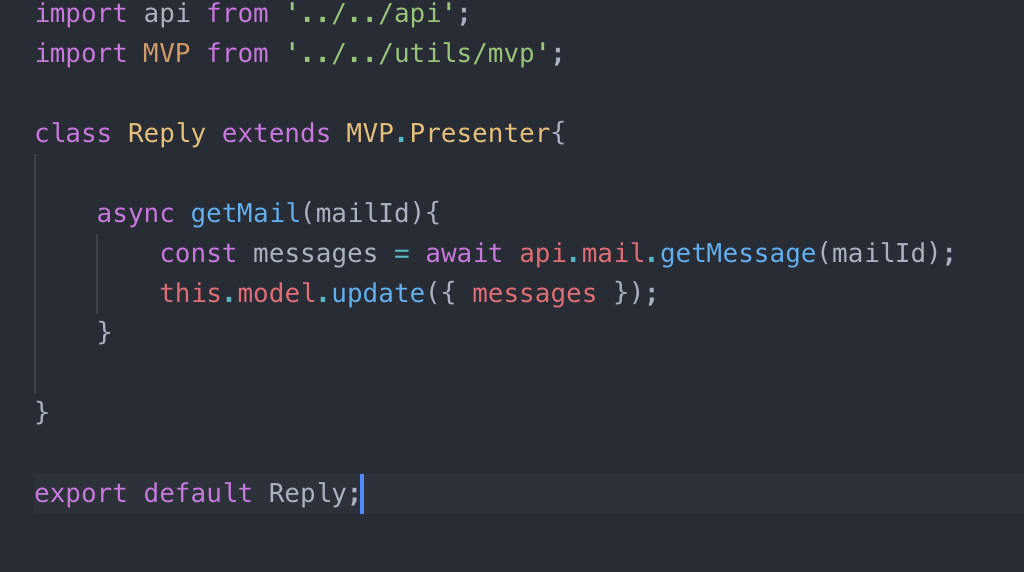 import api from '../../api';
import MVP from '../../utils/mvp';
class Reply extends MVP.Presenter{
async getMail(mailId){
const messages = await api.mail.getMessage(mailId);
this.model.update({ messages });
}
}
export default Reply;